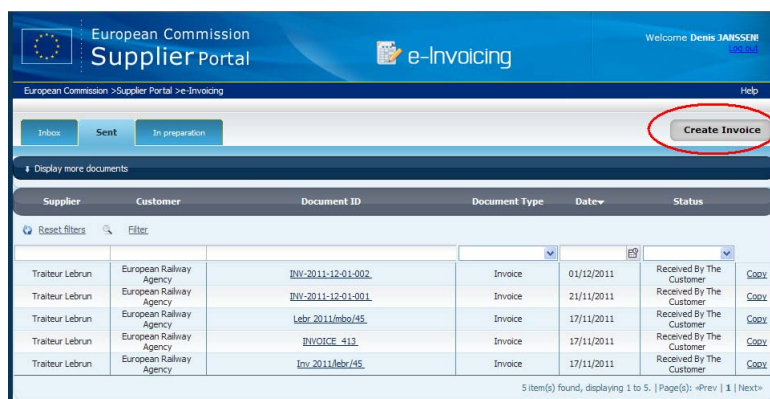 European Commission
Supplier Portal
e-Invoicing
Welcome Denis JANSSEN!
Log out
European Commission >Supplier Portal >e-Invoicing
Help
Inbox
Sent
In preparation
Create Invoice
Display more documents
Supplier Customer Document ID Document Type Date Status
Reset filters Filter
Traiteur Lebrun European Railway Agency INV-2011-12-01-002 Invoice 01/12/2011 Received By The Customer Copy
Traiteur Lebrun European Railway Agency INV-2011-12-01-001 Invoice 21/11/2011 Received By The Customer Copy
Traiteur Lebrun European Railway Agency Lebr 2011/mbo/45 Invoice 17/11/2011 Received By The Customer Copy
Traiteur Lebrun European Railway Agency INVOICE 413 Invoice 17/11/2011 Received By The Customer Copy
Traiteur Lebrun European Railway Agency Inv 2011/lebr/45 Invoice 17/11/2011 Received By The Customer Copy
5 item(s) found, displaying 1 to 5. | Page(s): «Prev | 1 | Next»